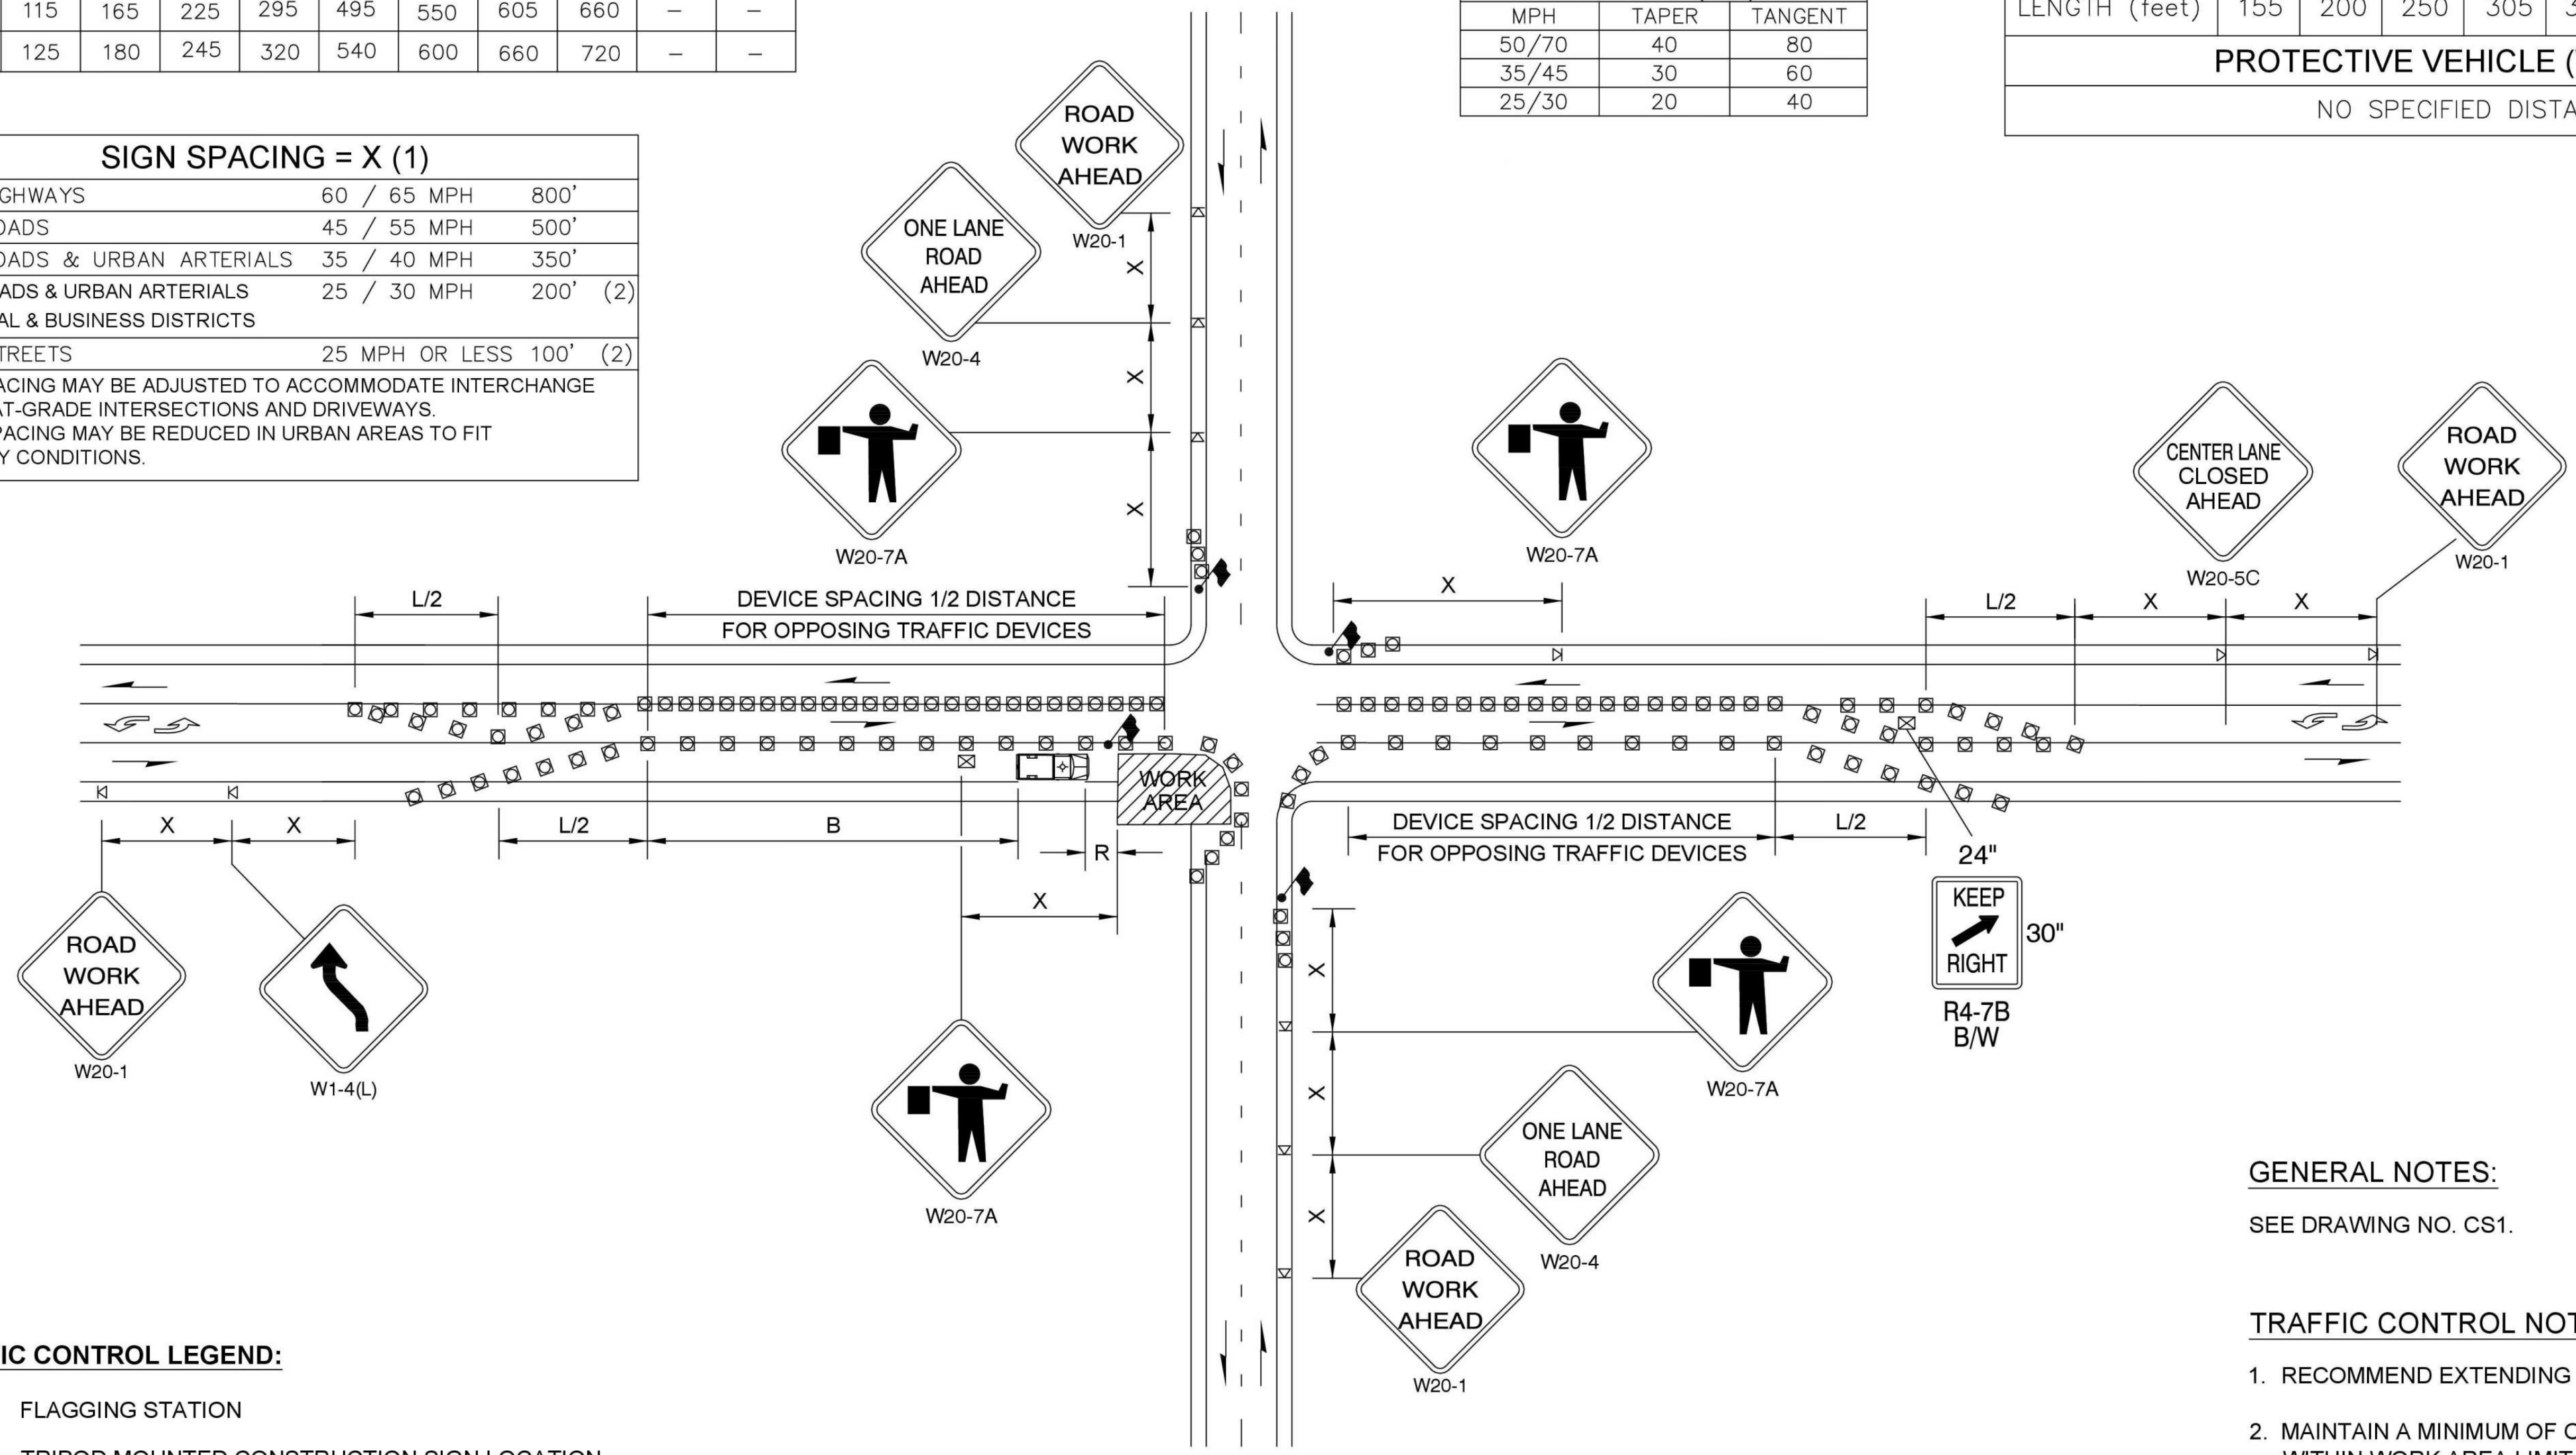 115 165 225 295 495 550 605 660 – –
125 180 245 320 540 600 660 720 – –
MPH TAPER TANGENT
50/70 40 80
35/45 30 60
25/30 20 40
LENGTH (feet) 155 200 250 305
PROTECTIVE VEHICLE (
NO SPECIFIED DISTA
SIGN SPACING = X (1)
GHWAYS 60 / 65 MPH 800'
OADS 45 / 55 MPH 500'
OADS & URBAN ARTERIALS 35 / 40 MPH 350'
ADS & URBAN ARTERIALS 25 / 30 MPH 200' (2)
AL & BUSINESS DISTRICTS
TREETS 25 MPH OR LESS 100' (2)
ACING MAY BE ADJUSTED TO ACCOMMODATE INTERCHANGE
AT-GRADE INTERSECTIONS AND DRIVEWAYS.
PACING MAY BE REDUCED IN URBAN AREAS TO FIT
Y CONDITIONS.
ROAD
WORK
AHEAD
W20-1
ONE LANE
ROAD
AHEAD
W20-4
X
X
X
W20-7A
W20-7A
CENTER LANE
CLOSED
AHEAD
W20-5C
ROAD
WORK
AHEAD
W20-1
L/2
DEVICE SPACING 1/2 DISTANCE
FOR OPPOSING TRAFFIC DEVICES
X
L/2
X
X
WORK
AREA
X
X
L/2
B
R
X
DEVICE SPACING 1/2 DISTANCE
FOR OPPOSING TRAFFIC DEVICES
L/2
24"
KEEP
RIGHT
30"
R4-7B
B/W
ROAD
WORK
AHEAD
W20-1
W1-4(L)
W20-7A
X
X
X
W20-7A
ONE LANE
ROAD
AHEAD
W20-4
ROAD
WORK
AHEAD
W20-1
GENERAL NOTES:
SEE DRAWING NO. CS1.
TRAFFIC CONTROL NOT
1. RECOMMEND EXTENDING
2. MAINTAIN A MINIMUM OF
IC CONTROL LEGEND:
FLAGGING STATION
TRIPOD MOUNTED CONSTRUCTION SIGN LOCATION